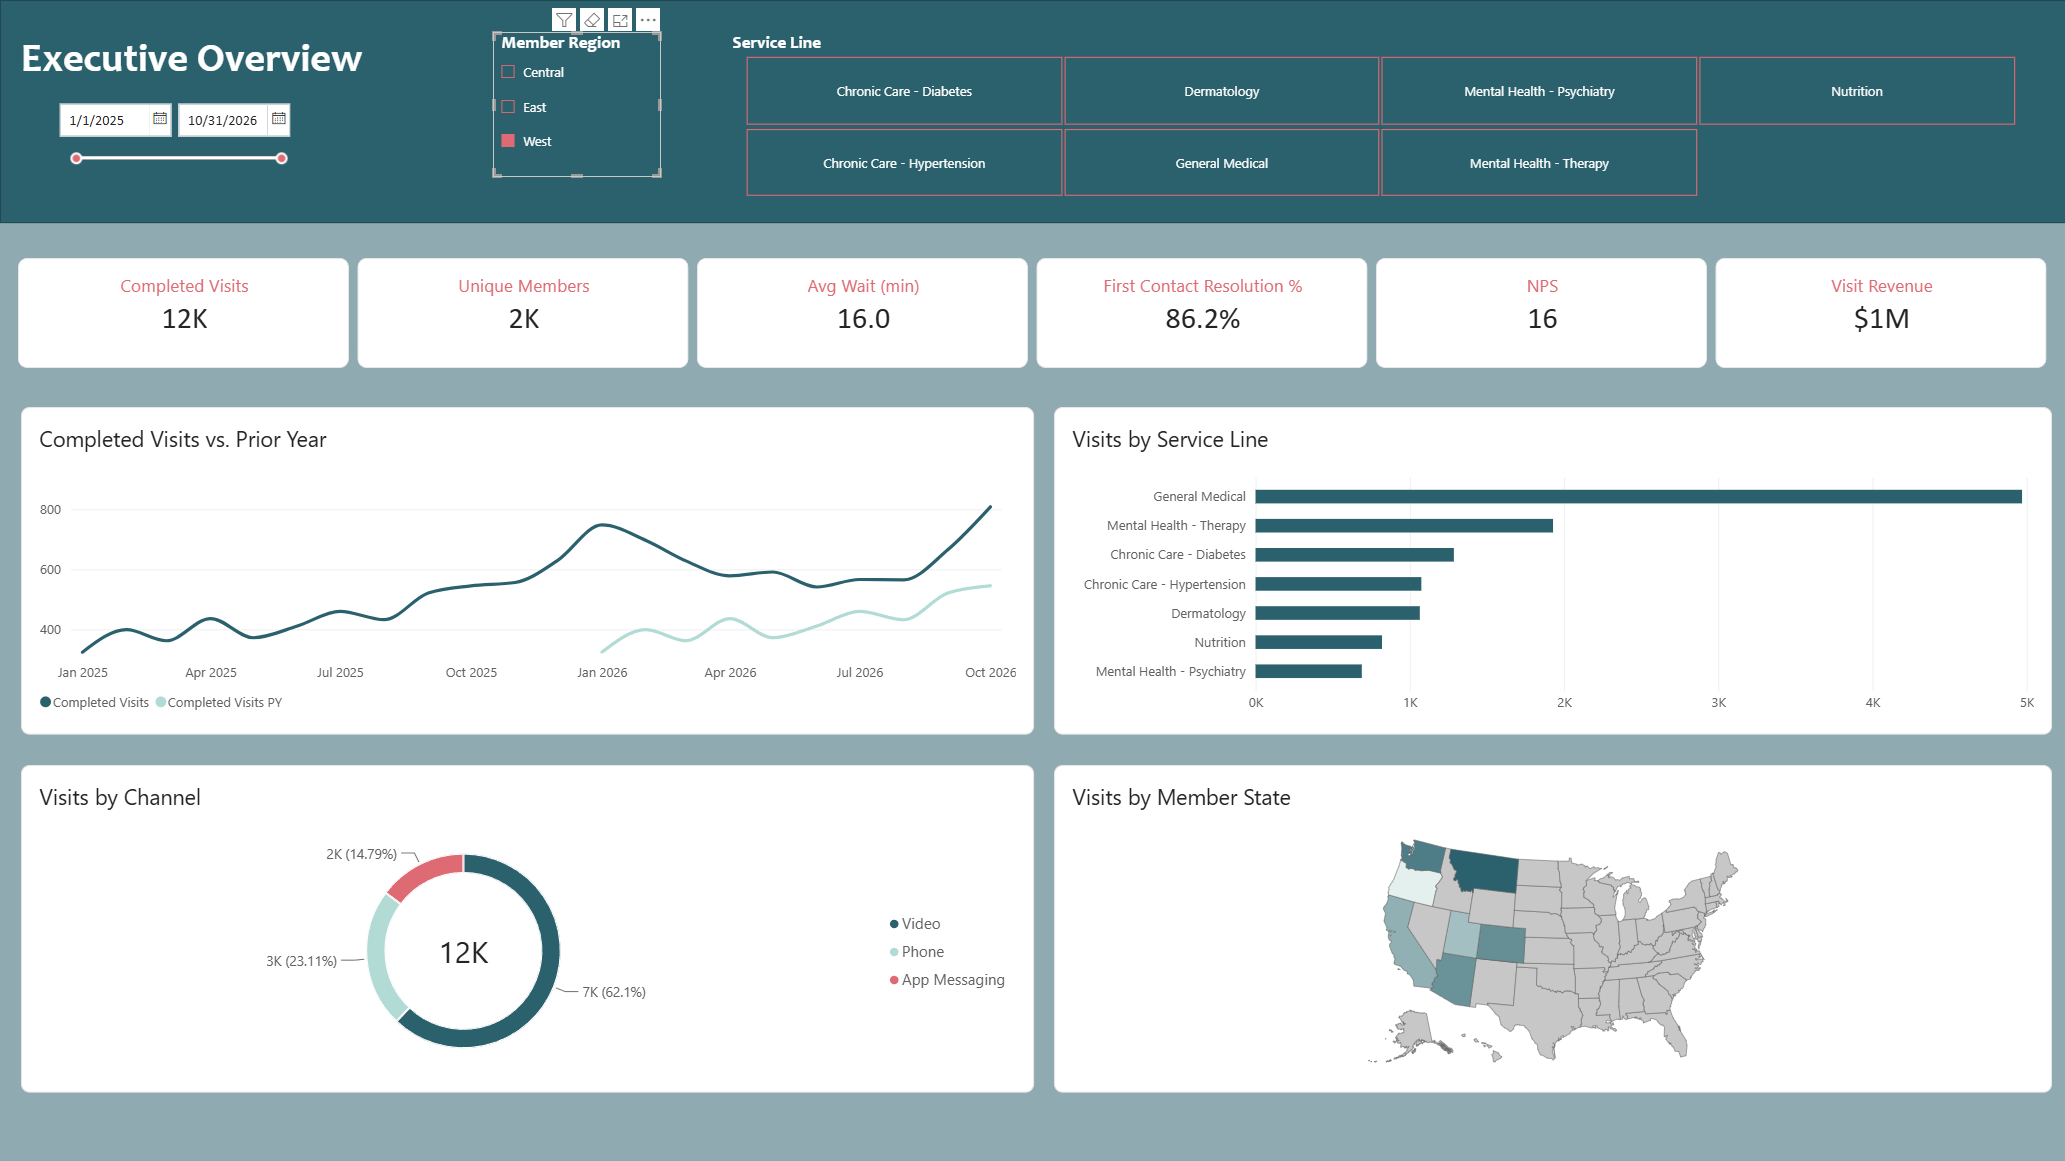 Executive Overview
1/1/2025
10/31/2026
Member Region
Central
East
West
Service Line
Chronic Care - Diabetes
Dermatology
Mental Health - Psychiatry
Nutrition
Chronic Care - Hypertension
General Medical
Mental Health - Therapy
Completed Visits
12K
Unique Members
2K
Avg Wait (min)
16.0
First Contact Resolution %
86.2%
NPS
16
Visit Revenue
$1M
Completed Visits vs. Prior Year
800
600
400
Jan 2025
Apr 2025
Jul 2025
Oct 2025
Jan 2026
Apr 2026
Jul 2026
Oct 2026
Completed Visits
Completed Visits PY
Visits by Service Line
General Medical
Mental Health - Therapy
Chronic Care - Diabetes
Chronic Care - Hypertension
Dermatology
Nutrition
Mental Health - Psychiatry
0K
1K
2K
3K
4K
5K
Visits by Channel
2K (14.79%)
3K (23.11%)
12K
7K (62.1%)
Video
Phone
App Messaging
Visits by Member State